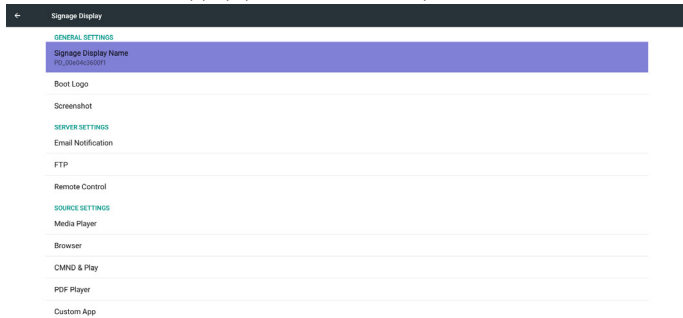 Signage Display
GENERAL SETTINGS
Signage Display Name
PD_00e04c3600f1
Boot Logo
Screenshot
SERVER SETTINGS
Email Notification
FTP
Remote Control
SOURCE SETTINGS
Media Player
Browser
CMND & Play
PDF Player
Custom App